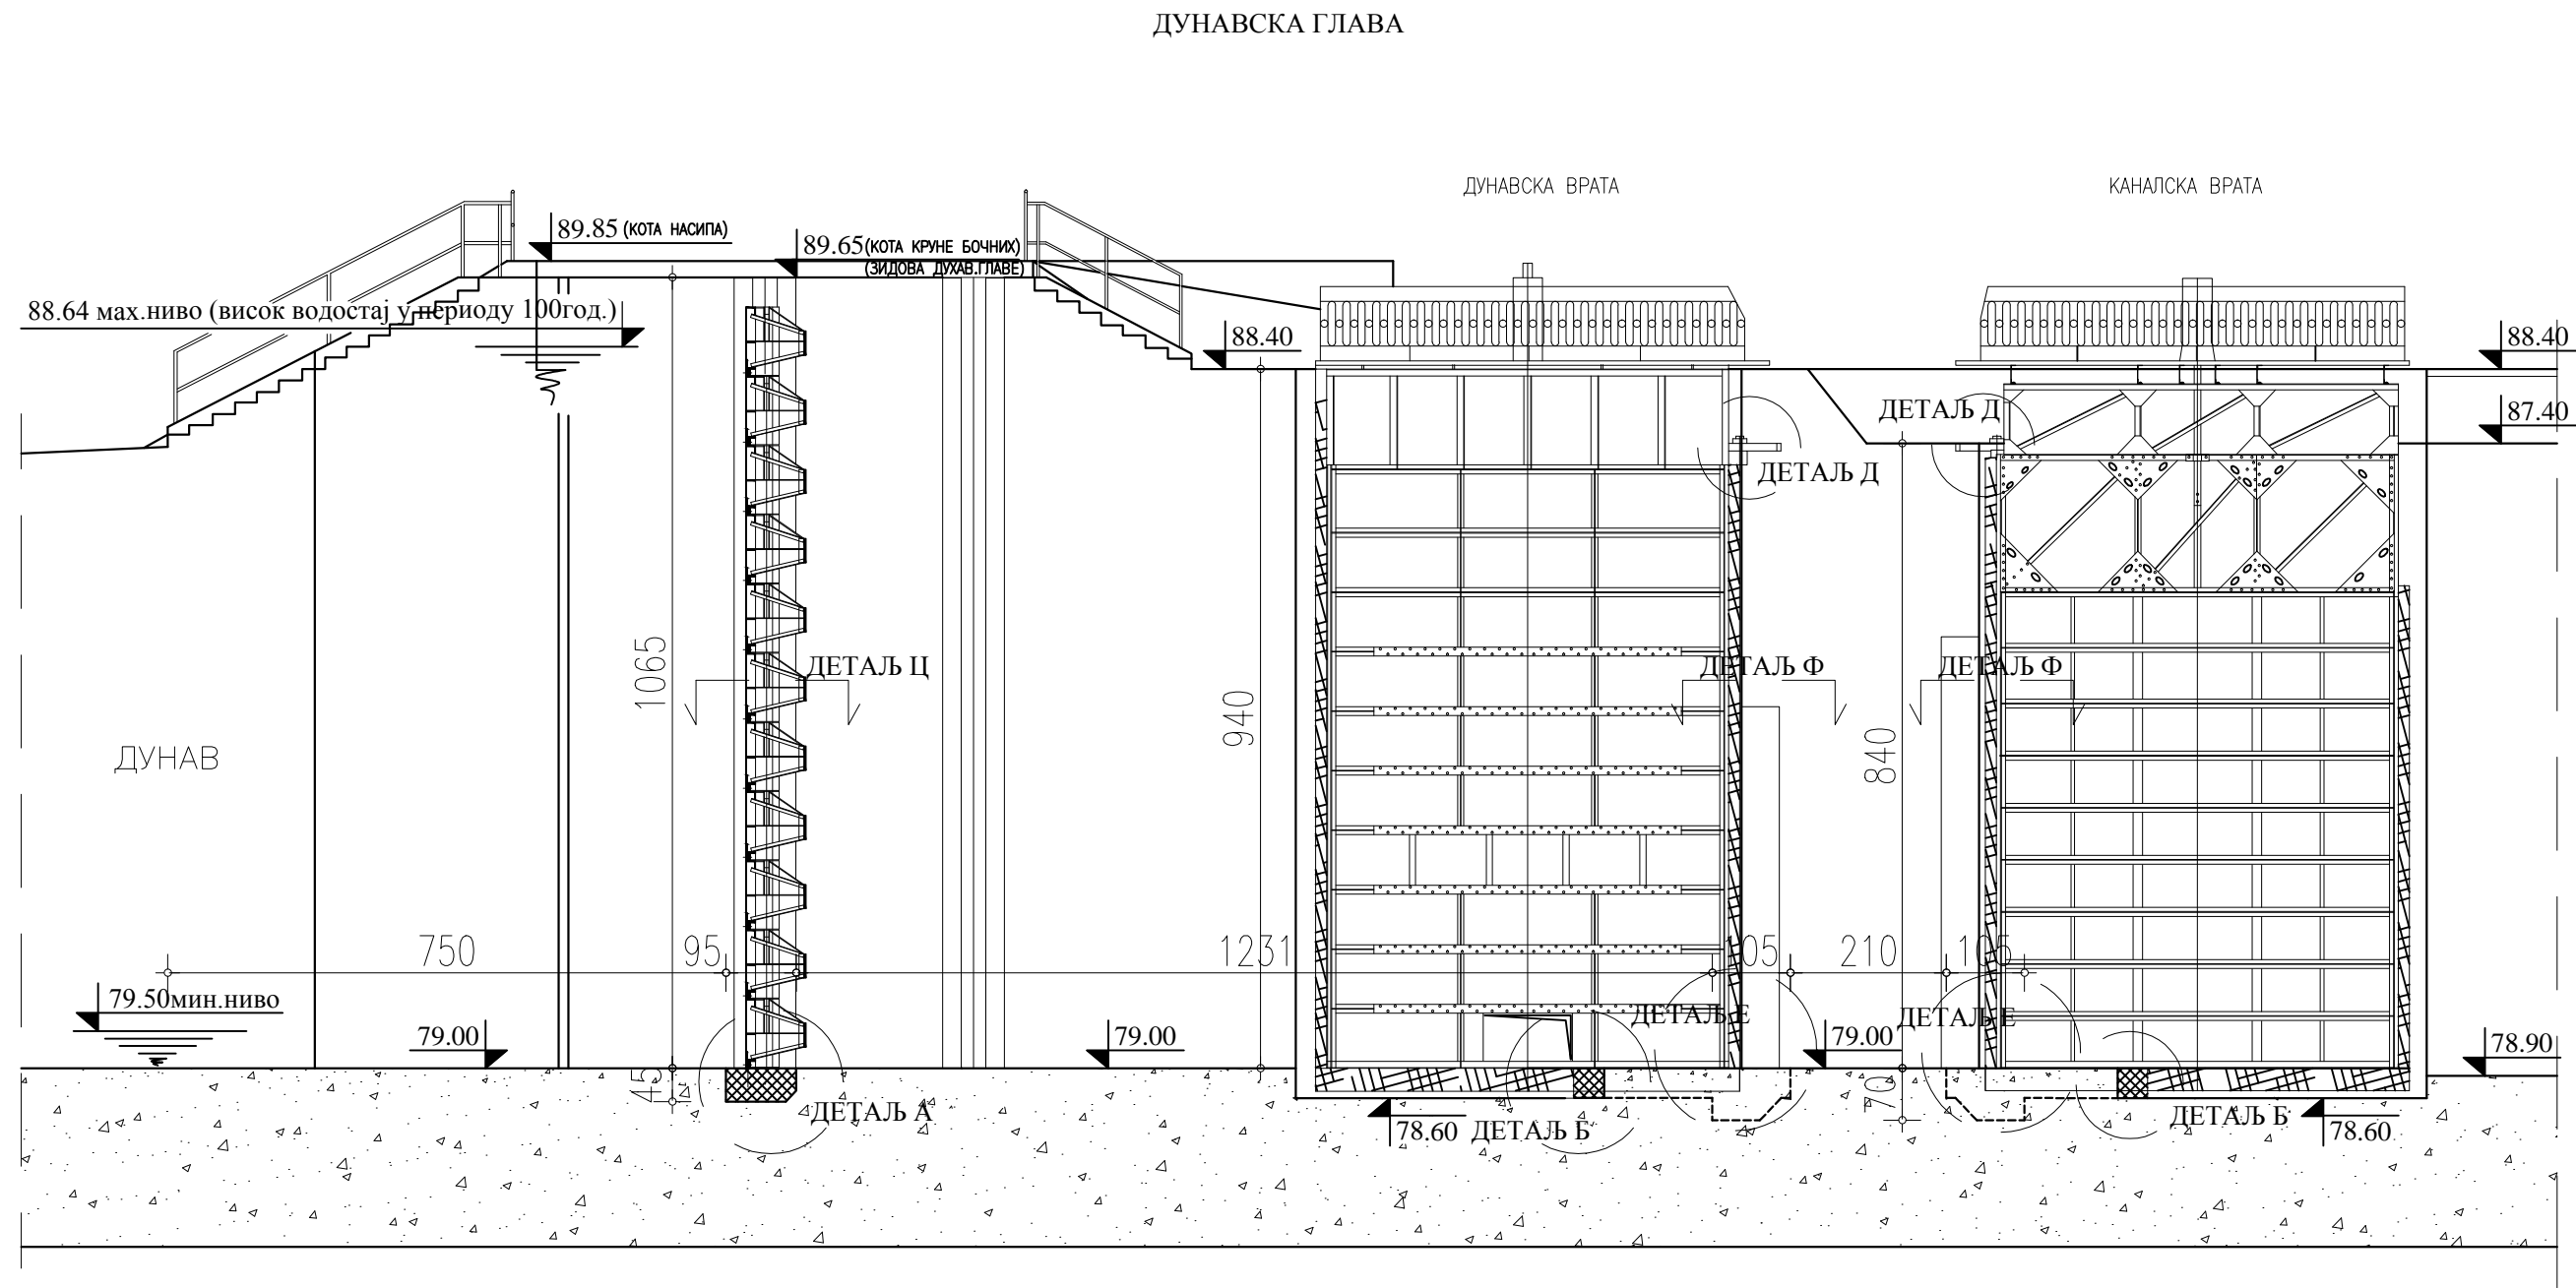 ДУНАВСКА ГЛАВА
ДУНАВСКА ВРАТА
КАНАЛСКА ВРАТА
89.85 (КОТА НАСИПА)
89.65(КОТА КРУНЕ БОЧНИХ)
(ЗИДОВА ДУХАВ.ГЛАВЕ)
88.64 мах.ниво (висок водостај у периоду 100год.)
88.40
88.40
87.40
ДЕТАЉ Д
ДЕТАЉ Д
ДЕТАЉ Ц
ДЕТАЉ Ф
ДЕТАЉ Ф
1065
940
840
ДУНАВ
750
95
1231
105
210
105
79.50мин.ниво
79.00
79.00
79.00
78.90
ДЕТАЉ Е
ДЕТАЉ Е
45
70
ДЕТАЉ А
78.60
ДЕТАЉ Б
ДЕТАЉ Б
78.60